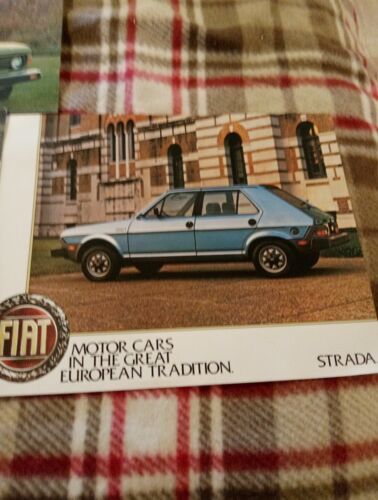 FIAT
MOTOR CARS
IN THE GREAT
EUROPEAN TRADITION.
STRADA